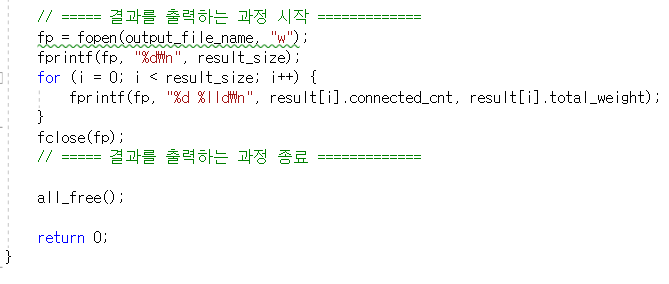 // ===== 결과를 출력하는 과정 시작 =============
fp = fopen(output_file_name, "w");
fprintf(fp, "%d₩n", result_size);
for (i = 0; i < result_size; i++) {
fprintf(fp, "%d %lld₩n", result[i].connected_cnt, result[i].total_weight);
}
fclose(fp);
// ===== 결과를 출력하는 과정 종료 =============
all_free();
return 0;
}